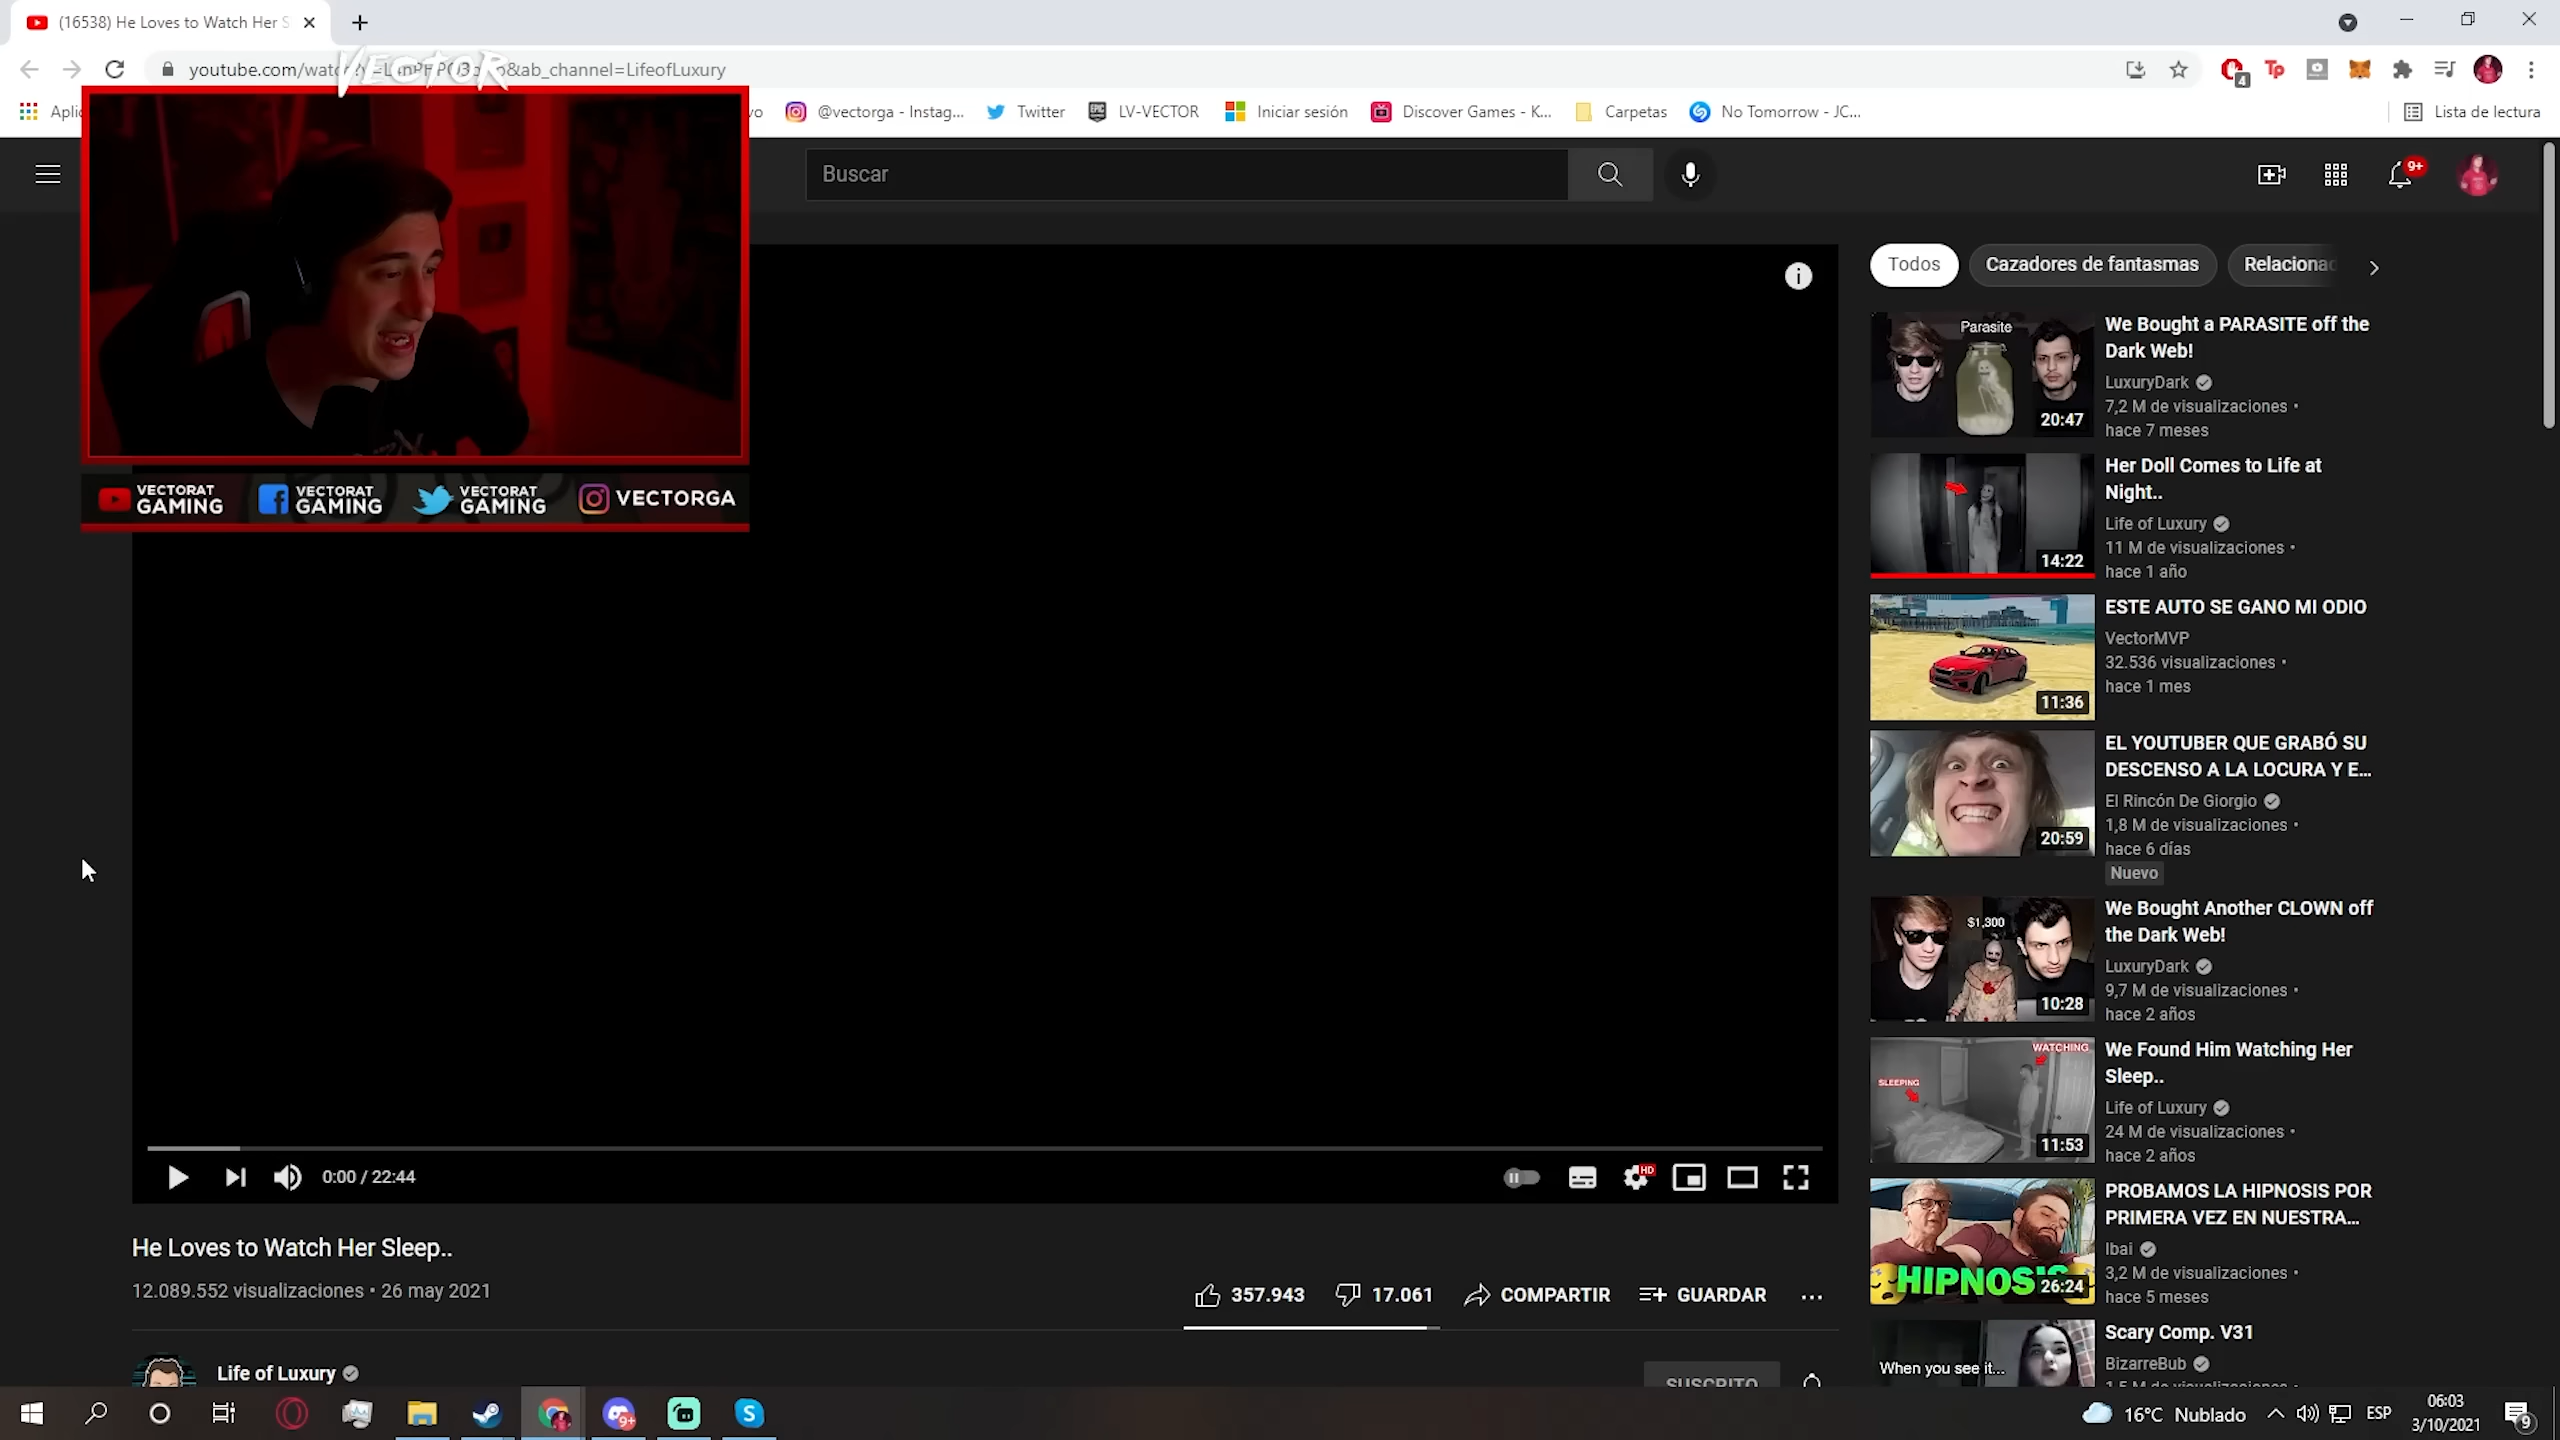 (16538) He Loves to Watch Her S
VECTOR
@vectorga - Instag...
Twitter
LV-VECTOR
Iniciar sesión
Discover Games - K...
Carpetas
No Tomorrow - JC...
Lista de lectura
Buscar
9+
VECTORAT GAMING
VECTORAT GAMING
VECTORAT GAMING
VECTORGA
Todos
Cazadores de fantasmas
Parasite
20:47
We Bought a PARASITE off the
Dark Web!
LuxuryDark
7,2 M de visualizaciones •
hace 7 meses
14:22
Her Doll Comes to Life at
Night..
Life of Luxury
11 M de visualizaciones •
hace 1 año
11:36
ESTE AUTO SE GANO MI ODIO
VectorMVP
32.536 visualizaciones •
hace 1 mes
20:59
EL YOUTUBER QUE GRABÓ SU
DESCENSO A LA LOCURA Y E...
El Rincón De Giorgio
1,8 M de visualizaciones •
hace 6 días
Nuevo
$1,300
10:28
We Bought Another CLOWN off
the Dark Web!
LuxuryDark
9,7 M de visualizaciones •
hace 2 años
WATCHING
SLEEPING
11:53
We Found Him Watching Her
Sleep..
Life of Luxury
24 M de visualizaciones •
hace 2 años
HIPNOSIS
26:24
PROBAMOS LA HIPNOSIS POR
PRIMERA VEZ EN NUESTRA...
Ibai
3,2 M de visualizaciones •
hace 5 meses
When you see it...
Scary Comp. V31
BizarreBub
0:00 / 22:44
HD
He Loves to Watch Her Sleep..
12.089.552 visualizaciones • 26 may 2021
357.943
17.061
COMPARTIR
GUARDAR
Life of Luxury
SUSCRITO
16°C Nublado
ESP
06:03
3/10/2021
9